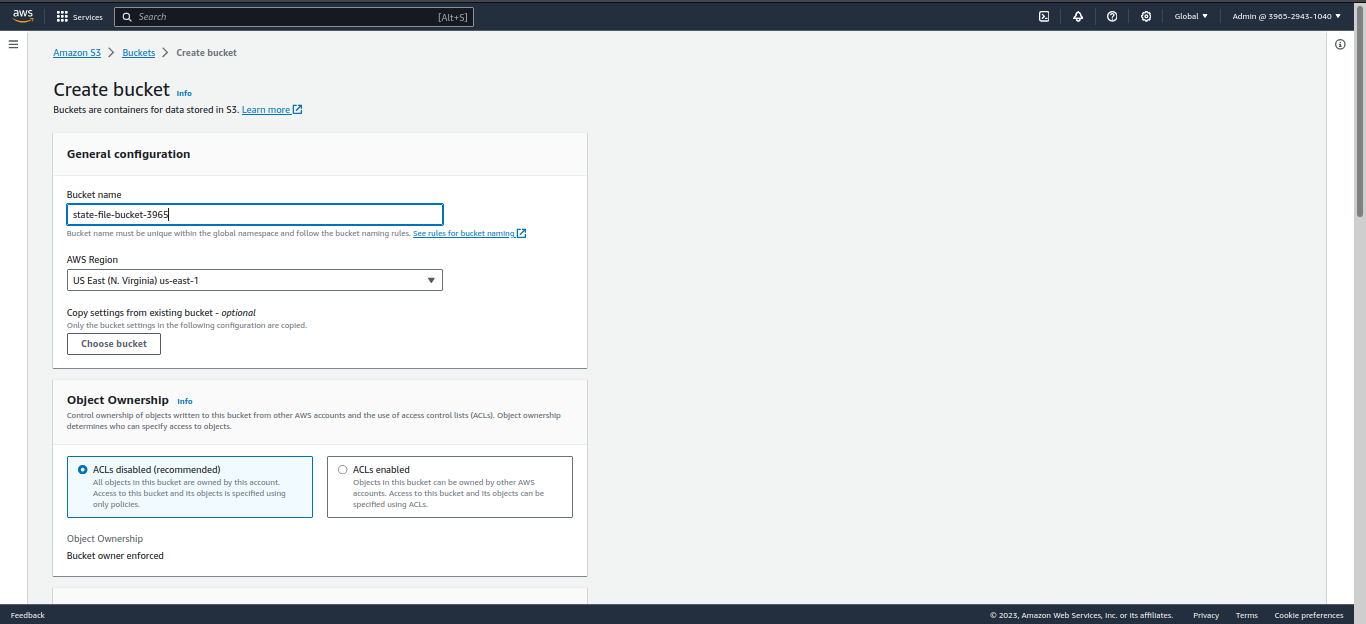 aws Services Search [Alt+S] Global Admin @ 3965-2943-1040
Amazon S3 Buckets Create bucket
Create bucket Info
Buckets are containers for data stored in S3. Learn more
General configuration
Bucket name
state-file-bucket-3965
Bucket name must be unique within the global namespace and follow the bucket naming rules. See rules for bucket naming
AWS Region
US East (N. Virginia) us-east-1
Copy settings from existing bucket - optional
Only the bucket settings in the following configuration are copied.
Choose bucket
Object Ownership Info
Control ownership of objects written to this bucket from other AWS accounts and the use of access control lists (ACLs). Object ownership
determines who can specify access to objects.
ACLs disabled (recommended)
All objects in this bucket are owned by this account.
Access to this bucket and its objects is specified using
only policies.
ACLs enabled
Objects in this bucket can be owned by other AWS
accounts. Access to this bucket and its objects can be
specified using ACLs.
Object Ownership
Bucket owner enforced
Feedback © 2023, Amazon Web Services, Inc. or its affiliates. Privacy Terms Cookie preferences